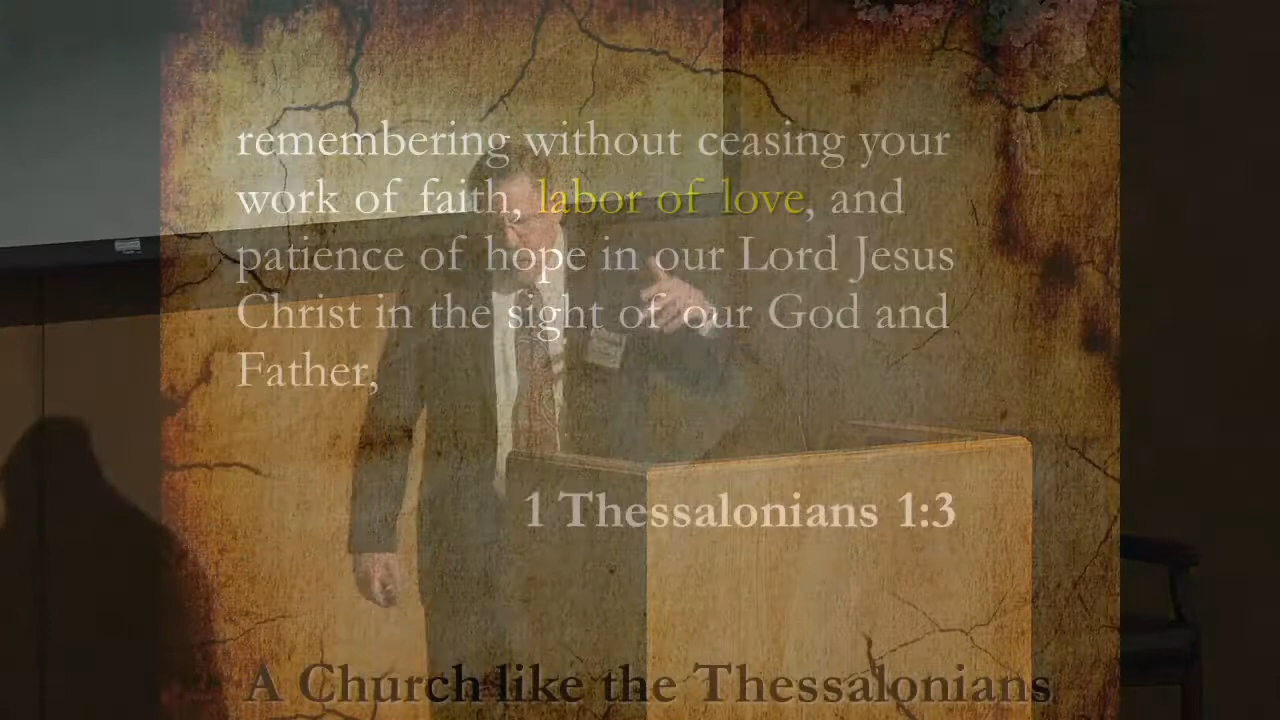 remembering without ceasing your
work of faith, labor of love, and
patience of hope in our Lord Jesus
Christ in the sight of our God and
Father,
1 Thessalonians 1:3
A Church like the Thessalonians